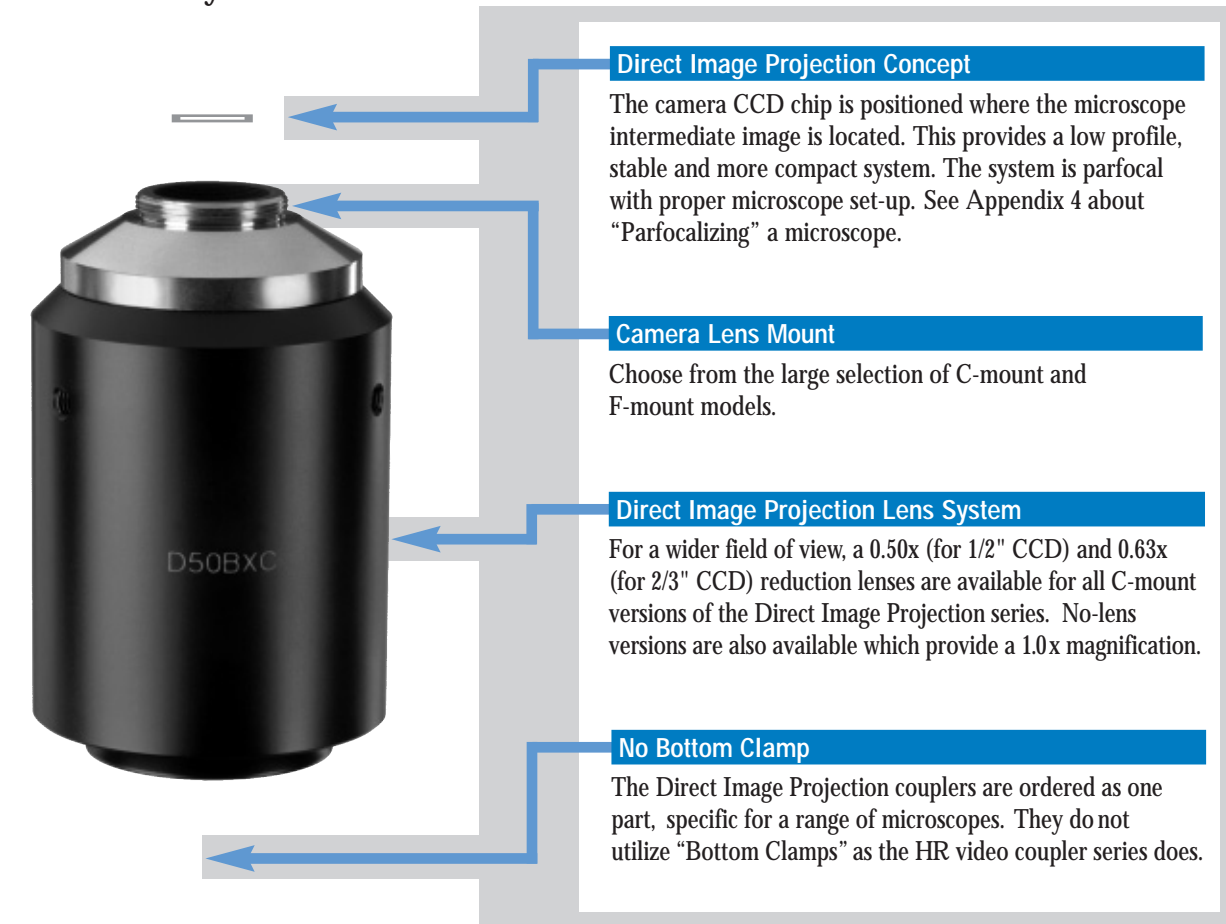 Direct Image Projection Concept
The camera CCD chip is positioned where the microscope
intermediate image is located. This provides a low profile,
stable and more compact system. The system is parfocal
with proper microscope set-up. See Appendix 4 about
“Parfocalizing” a microscope.
Camera Lens Mount
Choose from the large selection of C-mount and
F-mount models.
Direct Image Projection Lens System
For a wider field of view, a 0.50x (for 1/2" CCD) and 0.63x
(for 2/3" CCD) reduction lenses are available for all C-mount
versions of the Direct Image Projection series. No-lens
versions are also available which provide a 1.0x magnification.
D50BXC
No Bottom Clamp
The Direct Image Projection couplers are ordered as one
part, specific for a range of microscopes. They do not
utilize “Bottom Clamps” as the HR video coupler series does.